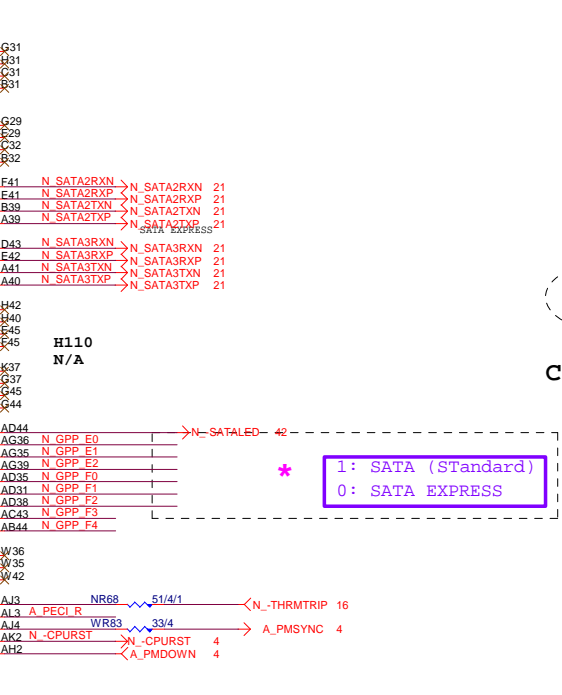 G31
H31
C31
B31
G29
E29
C32
B32
F41 N_SATA2RXN N_SATA2RXN 21
E41 N_SATA2RXP N_SATA2RXP 21
B39 N_SATA2TXN N_SATA2TXN 21
A39 N_SATA2TXP N_SATA2TXP 21
SATA EXPRESS
D43 N_SATA3RXN N_SATA3RXN 21
E42 N_SATA3RXP N_SATA3RXP 21
A41 N_SATA3TXN N_SATA3TXN 21
A40 N_SATA3TXP N_SATA3TXP 21
H42
H40
E45
F45
H110
N/A
K37
G37
G45
G44
C
AD44 N_-SATALED 42
AG36 N_GPP_E0
AG35 N_GPP_E1
AG39 N_GPP_E2
AD35 N_GPP_F0
AD31 N_GPP_F1
AD38 N_GPP_F2
AC43 N_GPP_F3
AB44 N_GPP_F4
*
1: SATA (STandard)
0: SATA EXPRESS
W36
W35
W42
AJ3 NR68 51/4/1 N_-THRMTRIP 16
AL3 A_PECI_R
AJ4 WR83 33/4 A_PMSYNC 4
AK2 N_-CPURST N_-CPURST 4
AH2 A_PMDOWN 4